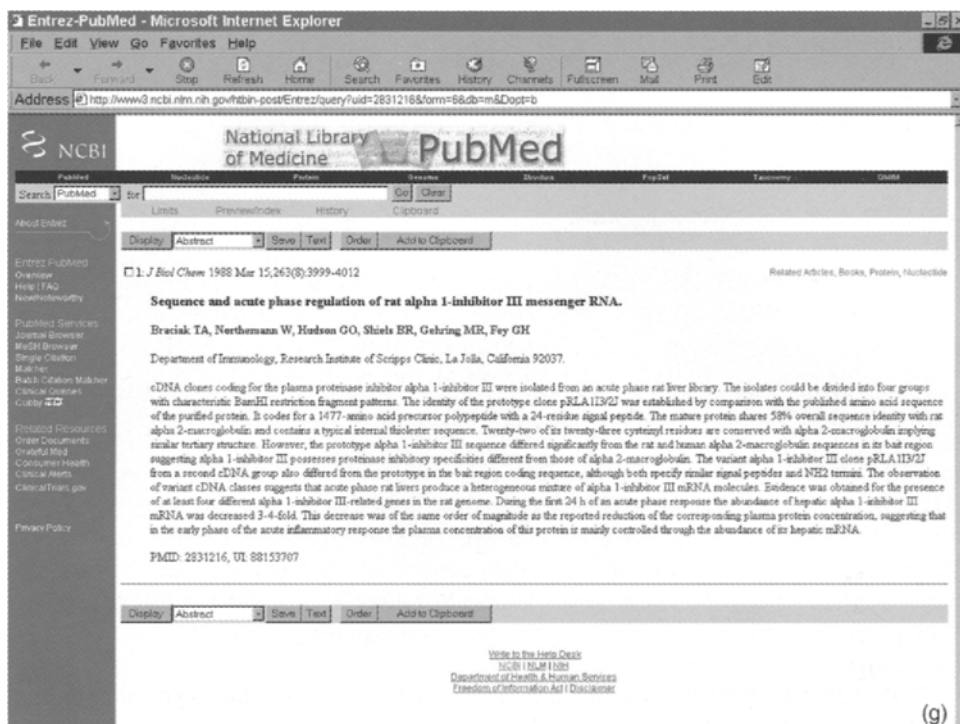 Entrez-PubMed - Microsoft Internet Explorer
File Edit View Go Favorites Help
Back Forward Stop Refresh Home Search Favorites History Channels Fullscreen Mail Print Edit
Address http://www3.ncbi.nlm.nih.gov/htbin-post/Entrez/query?uid=2831216&form=6&db=m&Dopt=b
NCBI
National Library
of Medicine
PubMed
PubMed Nucleotide Protein Genome Structure PopSet Taxonomy OMIM
Search PubMed for Go Clear
Limits Preview/Index History Clipboard
About Entrez
Display Abstract Save Text Order Add to Clipboard
Entrez PubMed
Overview
Help | FAQ
New/Noteworthy
PubMed Services
Journal Browser
MeSH Browser
Single Citation
Matcher
Batch Citation Matcher
Clinical Queries
Cubby
Related Resources
Order Documents
Grateful Med
Consumer Health
Clinical Alerts
ClinicalTrials.gov
Privacy Policy
1: J Biol Chem 1988 Mar 15;263(8):3999-4012
Related Articles, Books, Protein, Nucleotide
Sequence and acute phase regulation of rat alpha 1-inhibitor III messenger RNA.
Braciak TA, Northemann W, Hudson GO, Shiels BR, Gehring MR, Fey GH
Department of Immunology, Research Institute of Scripps Clinic, La Jolla, California 92037.
cDNA clones coding for the plasma proteinase inhibitor alpha 1-inhibitor III were isolated from an acute phase rat liver library. The isolates could be divided into four groups
with characteristic BamHI restriction fragment patterns. The identity of the prototype clone pRLA1I3/2J was established by comparison with the published amino acid sequence
of the purified protein. It codes for a 1477-amino acid precursor polypeptide with a 24-residue signal peptide. The mature protein shares 58% overall sequence identity with rat
alpha 2-macroglobulin and contains a typical internal thiolester sequence. Twenty-two of its twenty-three cysteinyl residues are conserved with alpha 2-macroglobulin implying
similar tertiary structure. However, the prototype alpha 1-inhibitor III sequence differed significantly from the rat and human alpha 2-macroglobulin sequences in its bait region
suggesting alpha 1-inhibitor III possesses proteinase inhibitory specificities different from those of alpha 2-macroglobulin. The variant alpha 1-inhibitor III clone pRLA1I3/2J
from a second cDNA group also differed from the prototype in the bait region coding sequence, although both specify similar signal peptides and NH2 termini. The observation
of variant cDNA classes suggests that acute phase rat livers produce a heterogeneous mixture of alpha 1-inhibitor III mRNA molecules. Evidence was obtained for the presence
of at least four different alpha 1-inhibitor III-related genes in the rat genome. During the first 24 h of an acute phase response the abundance of hepatic alpha 1-inhibitor III
mRNA was decreased 3-4-fold. This decrease was of the same order of magnitude as the reported reduction of the corresponding plasma protein concentration, suggesting that
in the early phase of the acute inflammatory response the plasma concentration of this protein is mainly controlled through the abundance of its hepatic mRNA.
PMID: 2831216, UI: 88153707
Display Abstract Save Text Order Add to Clipboard
Write to the Help Desk
NCBI | NLM | NIH
Department of Health & Human Services
Freedom of Information Act | Disclaimer
(g)